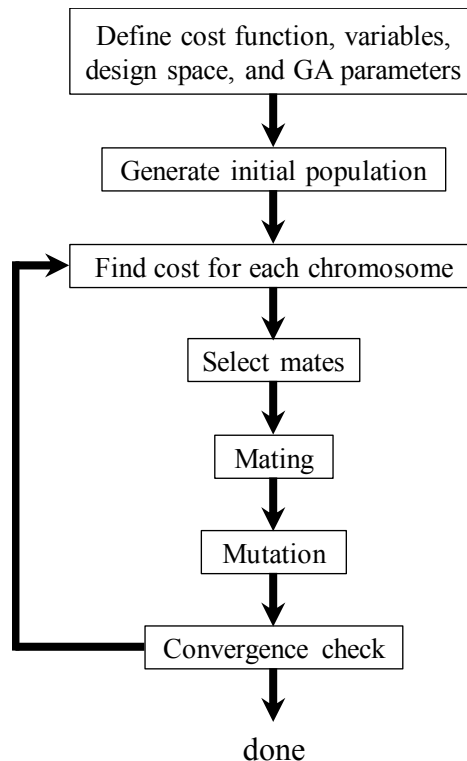 Define cost function, variables,
design space, and GA parameters
Generate initial population
Find cost for each chromosome
Select mates
Mating
Mutation
Convergence check
done